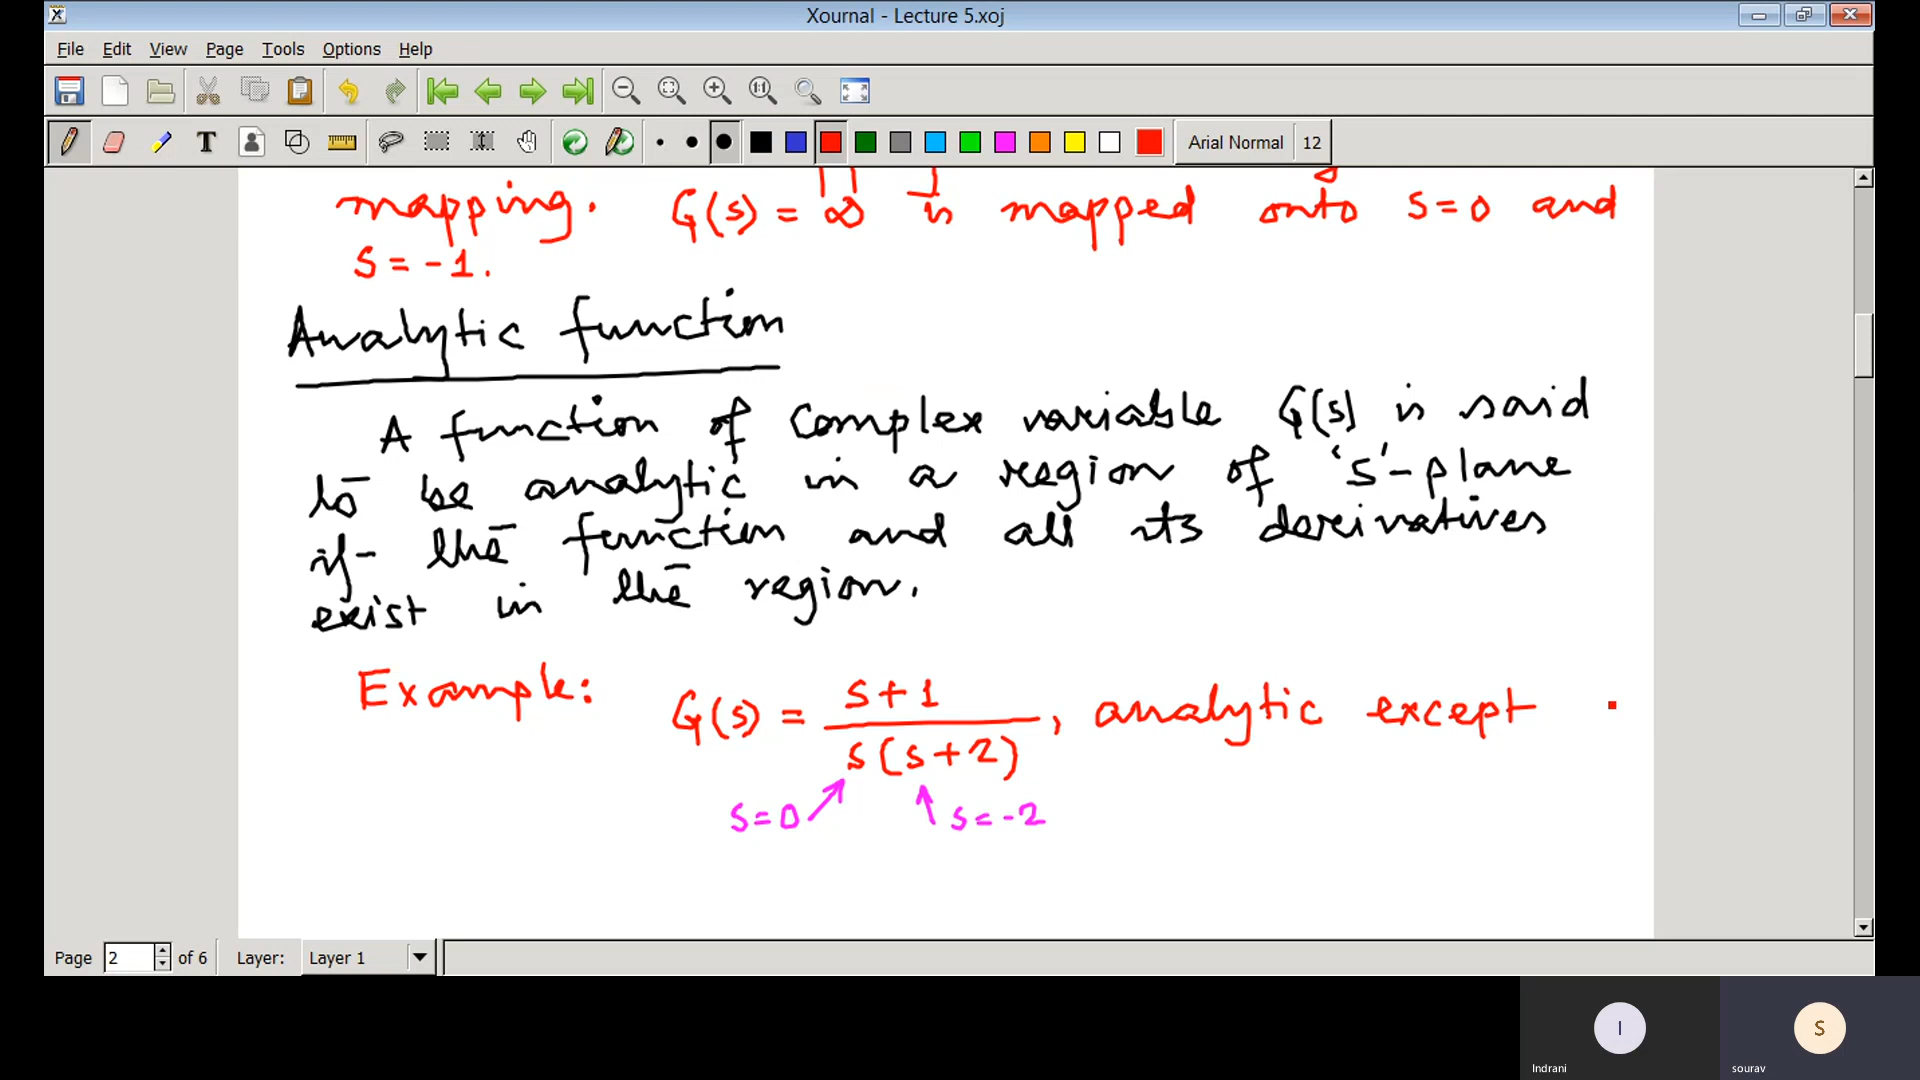 Xournal - Lecture 5.xoj
File Edit View Page Tools Options Help
Arial Normal 12
mapping. G(s) = ∞ is mapped onto s=0 and
s = -1.
Analytic function
A function of complex variable G(s) is said
to be analytic in a region of 's'-plane
if the function and all its derivatives
exist in the region.
Example: G(s) = s+1 / s(s+2), analytic except
s=0 s=-2
Page 2 of 6 Layer: Layer 1
I S
Indrani sourav